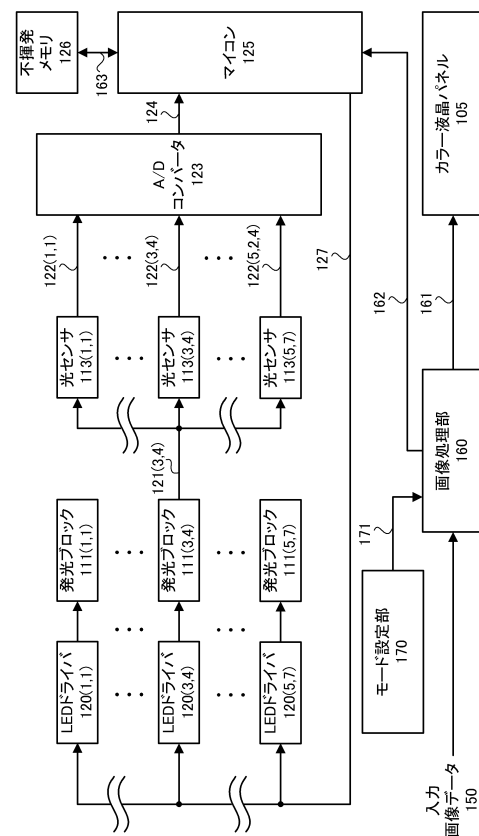 不揮発
メモリ
126
163
マイコン
125
124
A/D
コンバータ
123
122(1,1)
122(3,4)
122(5,2,4)
127
162
161
カラー液晶パネル
105
光センサ
113(1,1)
光センサ
113(3,4)
光センサ
113(5,7)
121(3,4)
発光ブロック
111(1,1)
発光ブロック
111(3,4)
発光ブロック
111(5,7)
LEDドライバ
120(1,1)
LEDドライバ
120(3,4)
LEDドライバ
120(5,7)
画像処理部
160
171
モード設定部
170
入力
画像データ
150